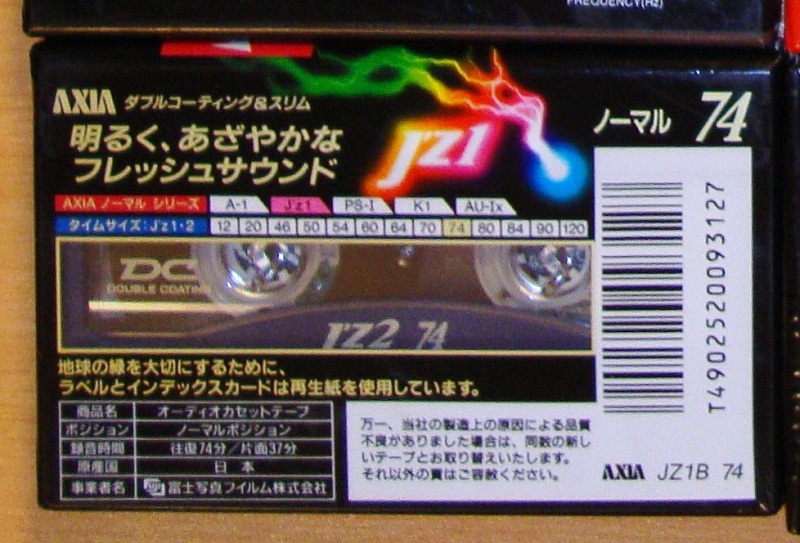 FREQUENCY(Hz)
AXIA ダブルコーティング&スリム
明るく、あざやかな
フレッシュサウンド
J'z1
ノーマル 74
AXIA ノーマル シリーズ A-1 J'z1 PS-I K1 AU-Ix
タイムサイズ:J'z1・2 12 20 46 50 54 60 64 70 74 80 84 90 120
DC
DOUBLE COATING
J'z2 74
地球の緑を大切にするために、
ラベルとインデックスカードは再生紙を使用しています。
商品名 オーディオカセットテープ
ポジション ノーマルポジション
録音時間 往復74分/片面37分
原産国 日本
事業者名 富士写真フイルム株式会社
万一、当社の製造上の原因による品質
不良がありました場合は、同数の新し
いテープとお取り替えいたします。
それ以外の責はご容赦ください。
T4902520093127
AXIA JZ1B 74